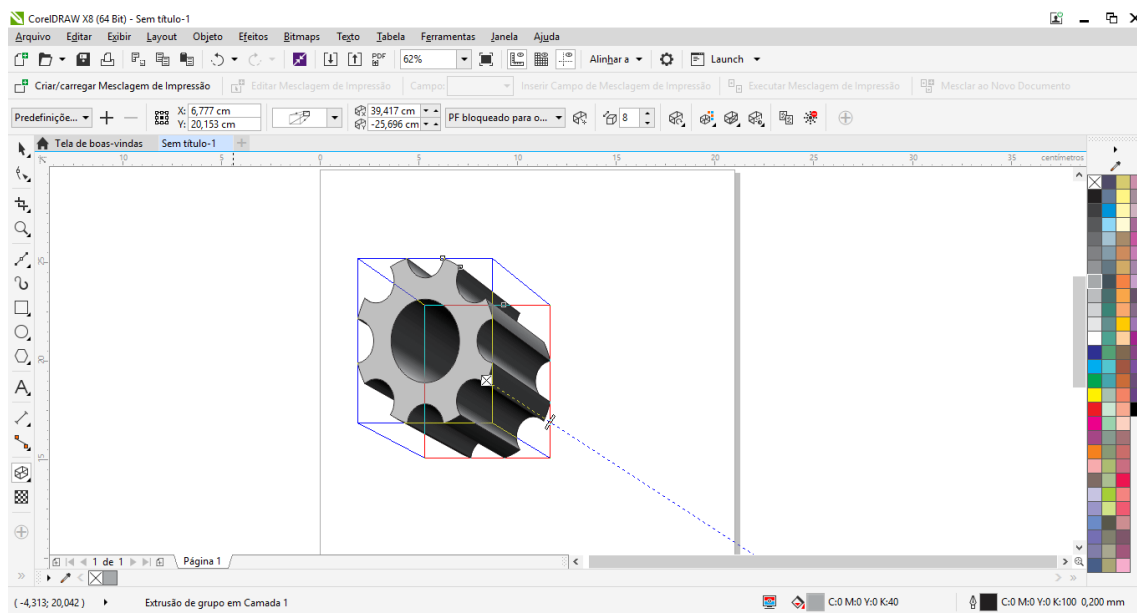 CorelDRAW X8 (64 Bit) - Sem título-1
Arquivo Editar Exibir Layout Objeto Efeitos Bitmaps Texto Tabela Ferramentas Janela Ajuda
PDF 62% Alinhar a Launch
Criar/carregar Mesclagem de Impressão Editar Mesclagem de Impressão Campo: Inserir Campo de Mesclagem de Impressão Executar Mesclagem de Impressão Mesclar ao Novo Documento
Predefiniçõe... X: 6,777 cm 39,417 cm PF bloqueado para o... 8
Y: 20,153 cm -25,696 cm
Tela de boas-vindas Sem título-1
10 5 0 5 10 15 20 25 30 35 centímetros
25
20
15
1 de 1 Página 1
( -4,313; 20,042 ) Extrusão de grupo em Camada 1 C:0 M:0 Y:0 K:40 C:0 M:0 Y:0 K:100 0,200 mm